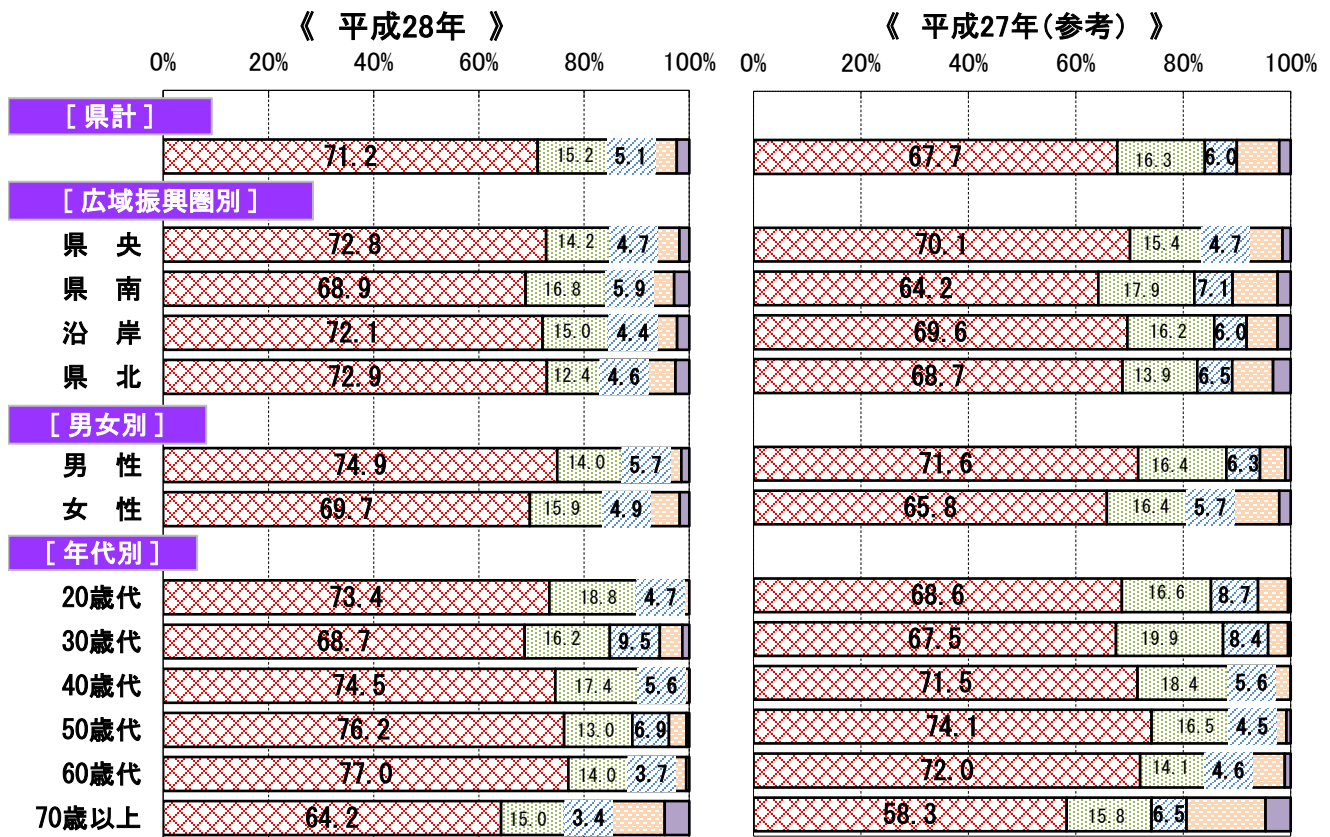 《 平成28年 》 《 平成27年(参考) 》
0% 20% 40% 60% 80% 100% 0% 20% 40% 60% 80% 100%
[ 県計 ]
71.2 15.2 5.1 67.7 16.3 6.0
[ 広域振興圏別 ]
県 央 72.8 14.2 4.7 70.1 15.4 4.7
県 南 68.9 16.8 5.9 64.2 17.9 7.1
沿 岸 72.1 15.0 4.4 69.6 16.2 6.0
県 北 72.9 12.4 4.6 68.7 13.9 6.5
[ 男女別 ]
男 性 74.9 14.0 5.7 71.6 16.4 6.3
女 性 69.7 15.9 4.9 65.8 16.4 5.7
[ 年代別 ]
20歳代 73.4 18.8 4.7 68.6 16.6 8.7
30歳代 68.7 16.2 9.5 67.5 19.9 8.4
40歳代 74.5 17.4 5.6 71.5 18.4 5.6
50歳代 76.2 13.0 6.9 74.1 16.5 4.5
60歳代 77.0 14.0 3.7 72.0 14.1 4.6
70歳以上 64.2 15.0 3.4 58.3 15.8 6.5